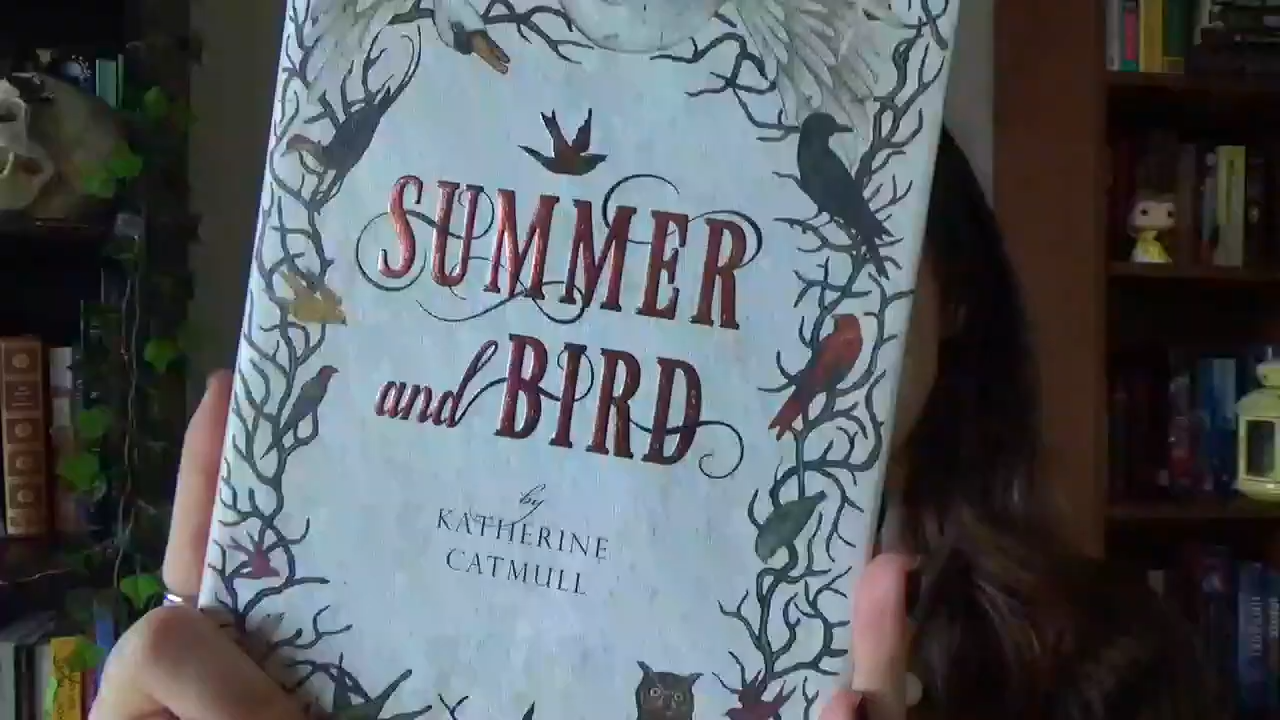 SUMMER
and BIRD
by
KATHERINE
CATMULL